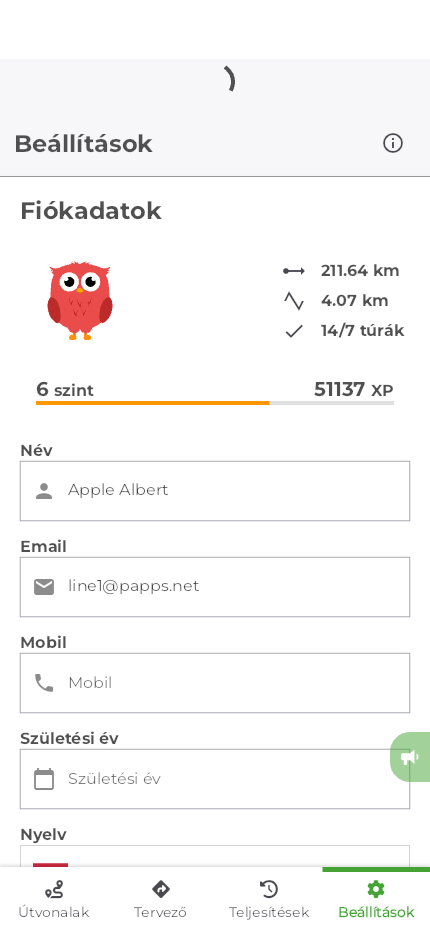 Beállítások
Fiókadatok
211.64 km
4.07 km
14/7 túrák
6 szint
51137 XP
Név
Apple Albert
Email
line1@papps.net
Mobil
Mobil
Születési év
Születési év
Nyelv
Útvonalak
Tervező
Teljesítések
Beállítások